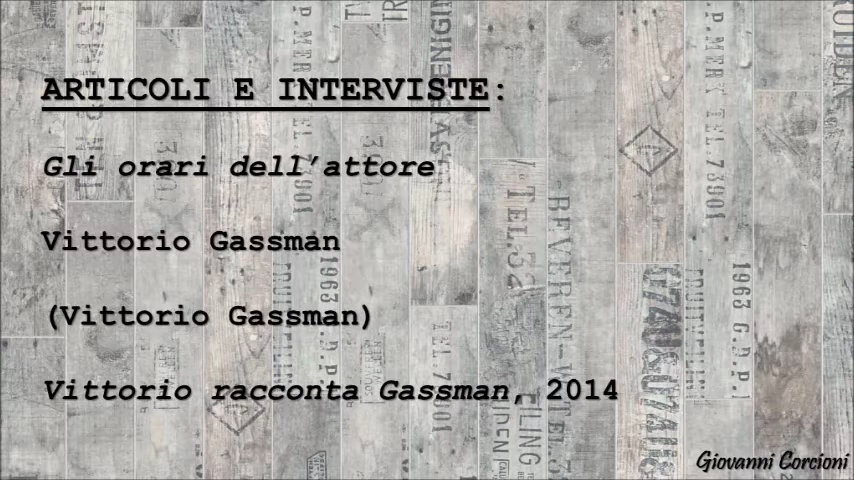 ARTICOLI E INTERVISTE:
Gli orari dell'attore
Vittorio Gassman
(Vittorio Gassman)
Vittorio racconta Gassman, 2014
Giovanni Corcioni